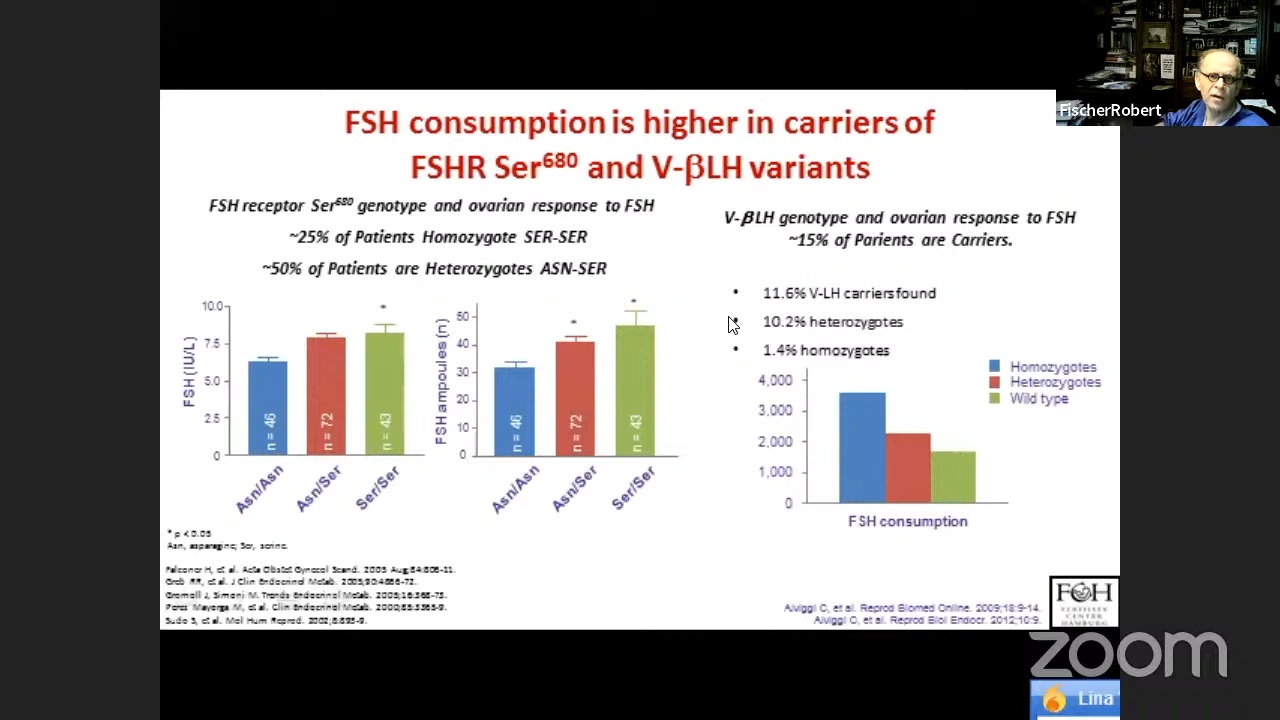 FischerRobert
FSH consumption is higher in carriers of
FSHR Ser680 and V-βLH variants
FSH receptor Ser680 genotype and ovarian response to FSH
~25% of Patients Homozygote SER-SER
~50% of Patients are Heterozygotes ASN-SER
V-βLH genotype and ovarian response to FSH
~15% of Parients are Carriers.
• 11.6% V-LH carriers found
• 10.2% heterozygotes
• 1.4% homozygotes
FSH (IU/L)
10.0
7.5
5.0
2.5
0
*
n = 46
n = 72
n = 43
Asn/Asn
Asn/Ser
Ser/Ser
FSH ampoules (n)
50
40
30
20
10
0
*
*
n = 46
n = 72
n = 43
Asn/Asn
Asn/Ser
Ser/Ser
Homozygotes
Heterozygotes
Wild type
4,000
3,000
2,000
1,000
0
FSH consumption
* p < 0.05
Asn, asparagine; Ser, serine.
Falconer H, et al. Acta Obstet Gynecol Scand. 2005 Aug;84:806-11.
Greb RR, et al. J Clin Endocrinol Metab. 2005;90:4866-72.
Gromoll J, Simoni M. Trends Endocrinol Metab. 2005;16:368-73.
Perez Mayorga M, et al. Clin Endocrinol Metab. 2000;85:3365-9.
Sudo S, et al. Mol Hum Reprod. 2002;8:893-9.
Alviggi C, et al. Reprod Biomed Online. 2009;18:9-14.
Alviggi C, et al. Reprod Biol Endocr. 2012;10:9.
FCH
FERTILITY
CENTER
HAMBURG
zoom
Lina